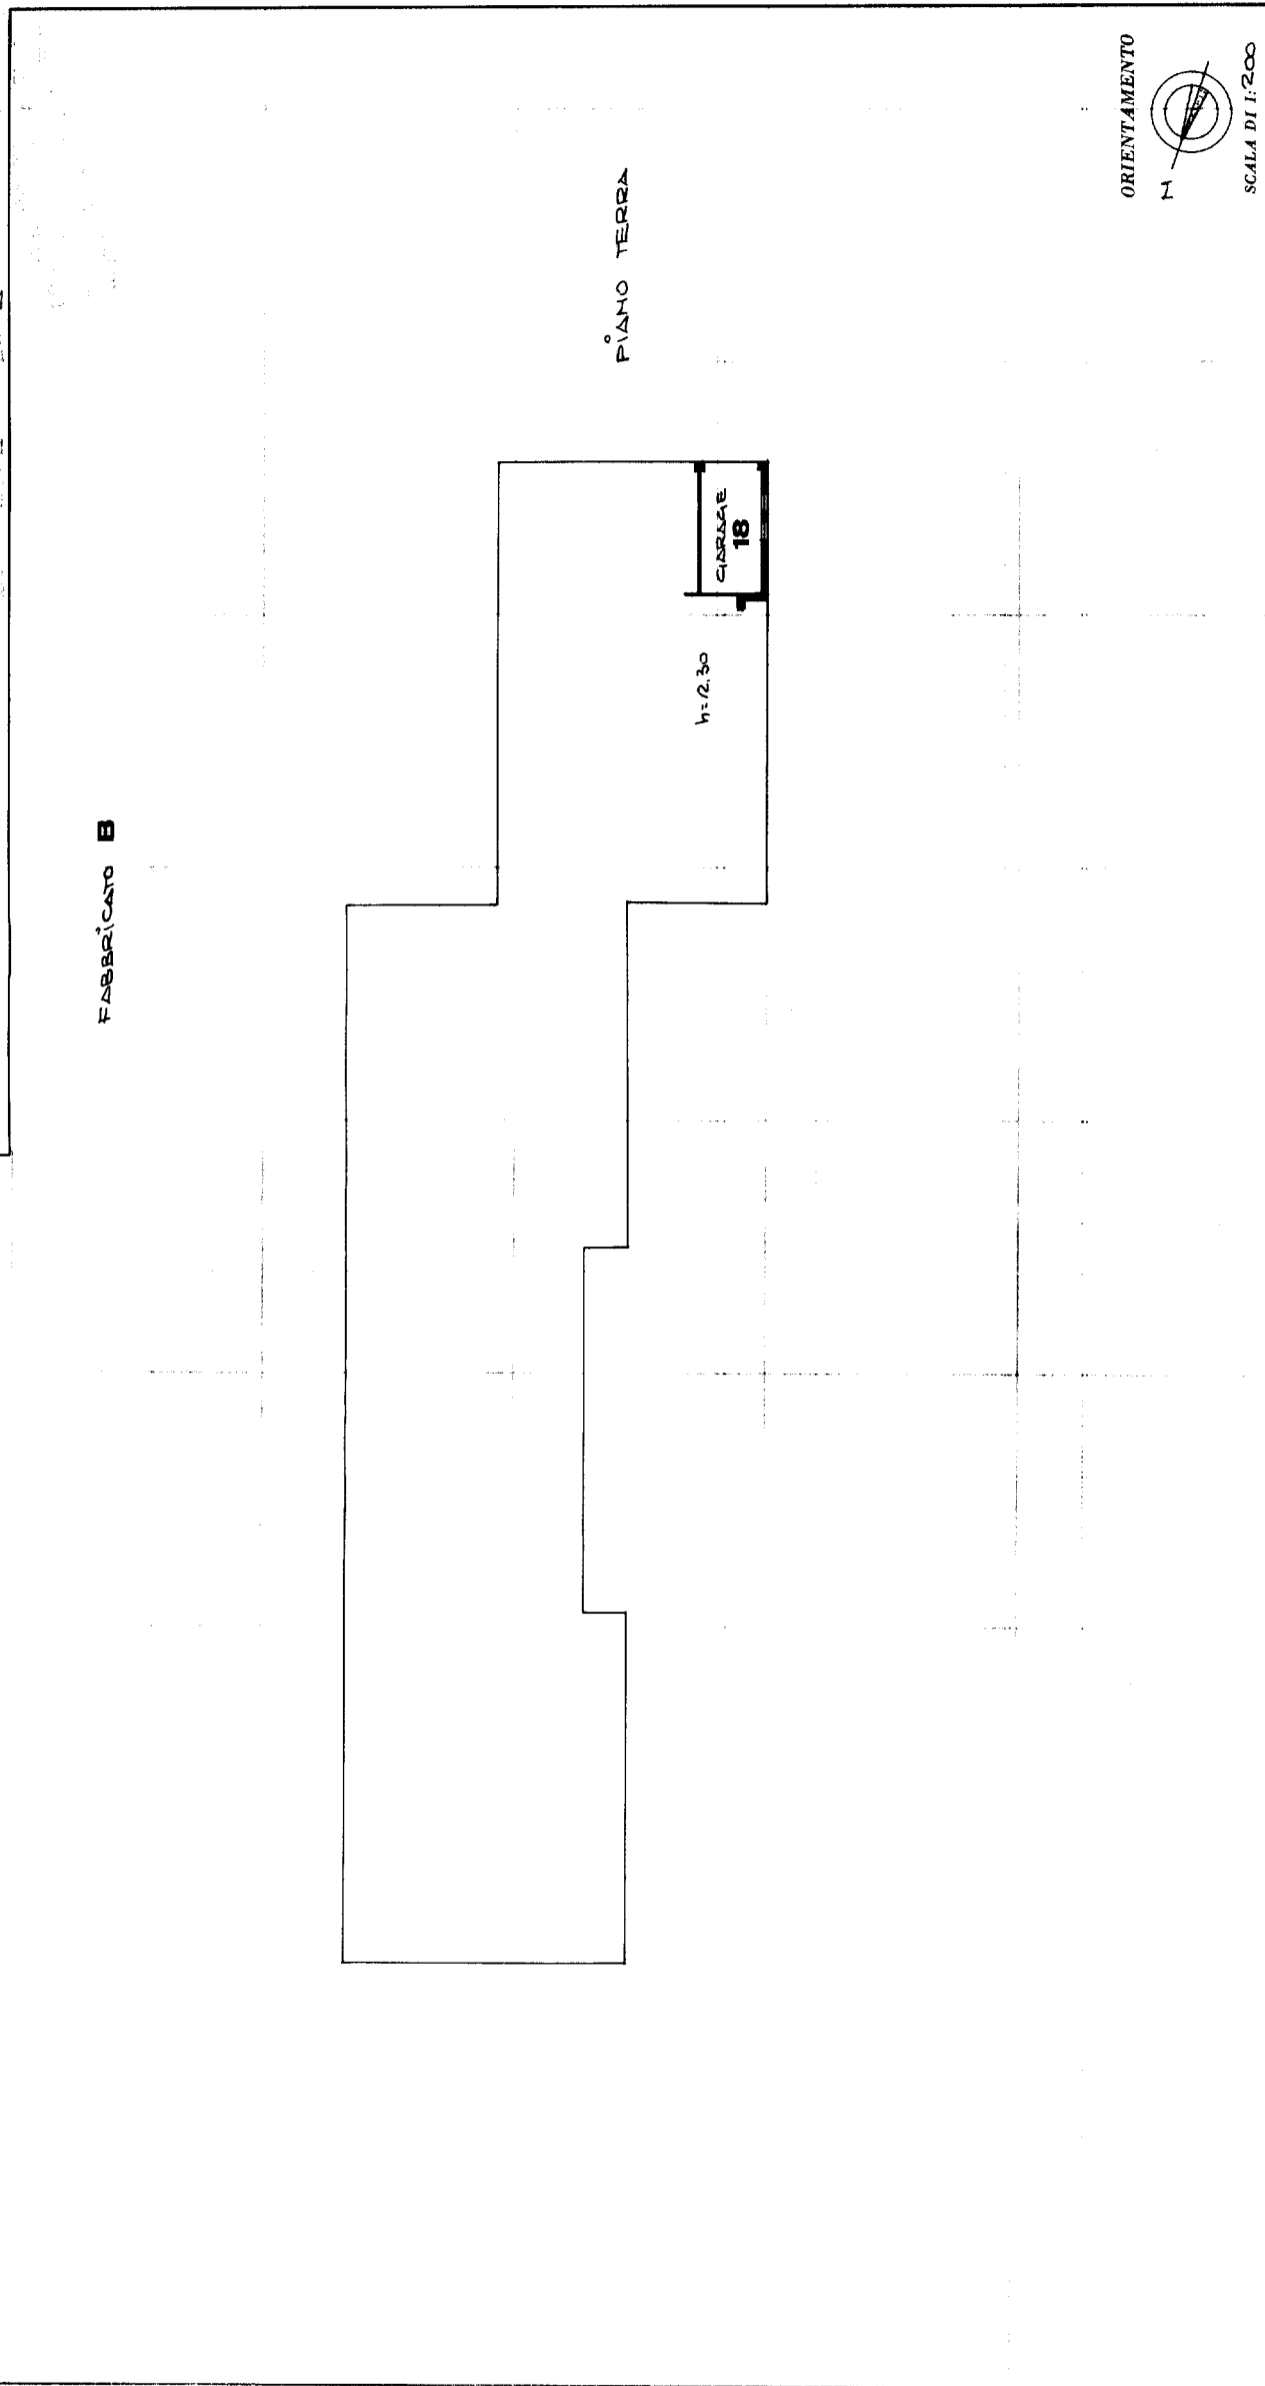 FABBRICATO B
PIANO TERRA
GARAGE
18
h=2.30
ORIENTAMENTO
N
SCALA DI 1:200